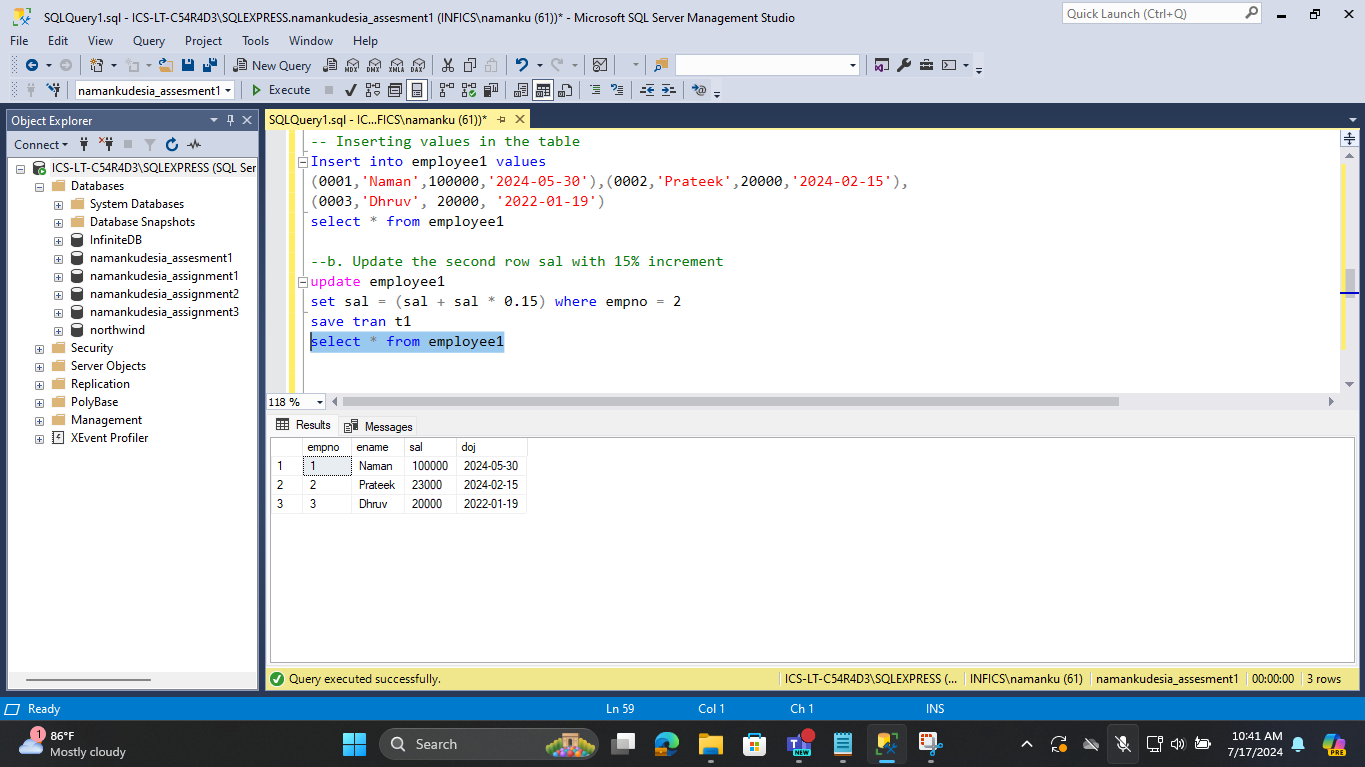 SQLQuery1.sql - ICS-LT-C54R4D3\SQLEXPRESS.namankudesia_assesment1 (INFICS\namanku (61))* - Microsoft SQL Server Management Studio
Quick Launch (Ctrl+Q)
File Edit View Query Project Tools Window Help
New Query MDX DMX XMLA DAX
namankudesia_assesment1 Execute
Object Explorer
Connect
ICS-LT-C54R4D3\SQLEXPRESS (SQL Ser
Databases
System Databases
Database Snapshots
InfiniteDB
namankudesia_assesment1
namankudesia_assignment1
namankudesia_assignment2
namankudesia_assignment3
northwind
Security
Server Objects
Replication
PolyBase
Management
XEvent Profiler
SQLQuery1.sql - IC...FICS\namanku (61))*
-- Inserting values in the table
Insert into employee1 values
(0001,'Naman',100000,'2024-05-30'),(0002,'Prateek',20000,'2024-02-15'),
(0003,'Dhruv', 20000, '2022-01-19')
select * from employee1
--b. Update the second row sal with 15% increment
update employee1
set sal = (sal + sal * 0.15) where empno = 2
save tran t1
select * from employee1
118 %
Results Messages
empno ename sal doj
1 1 Naman 100000 2024-05-30
2 2 Prateek 23000 2024-02-15
3 3 Dhruv 20000 2022-01-19
Query executed successfully. ICS-LT-C54R4D3\SQLEXPRESS (... INFICS\namanku (61) namankudesia_assesment1 00:00:00 3 rows
Ready Ln 59 Col 1 Ch 1 INS
1 86°F
Mostly cloudy
Search
NEW
10:41 AM
7/17/2024
PRE